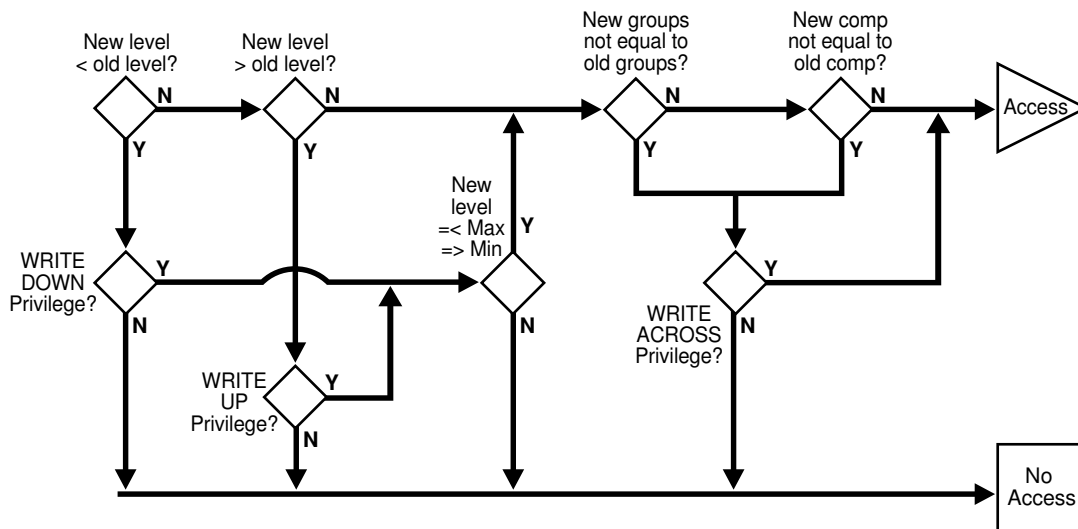 New level
< old level?
New level
> old level?
New groups
not equal to
old groups?
New comp
not equal to
old comp?
N
N
N
N
Access
Y
Y
Y
Y
New
level
=< Max
=> Min
Y
WRITE
DOWN
Privilege?
Y
Y
N
N
N
WRITE
ACROSS
Privilege?
WRITE
UP
Privilege?
Y
N
No
Access